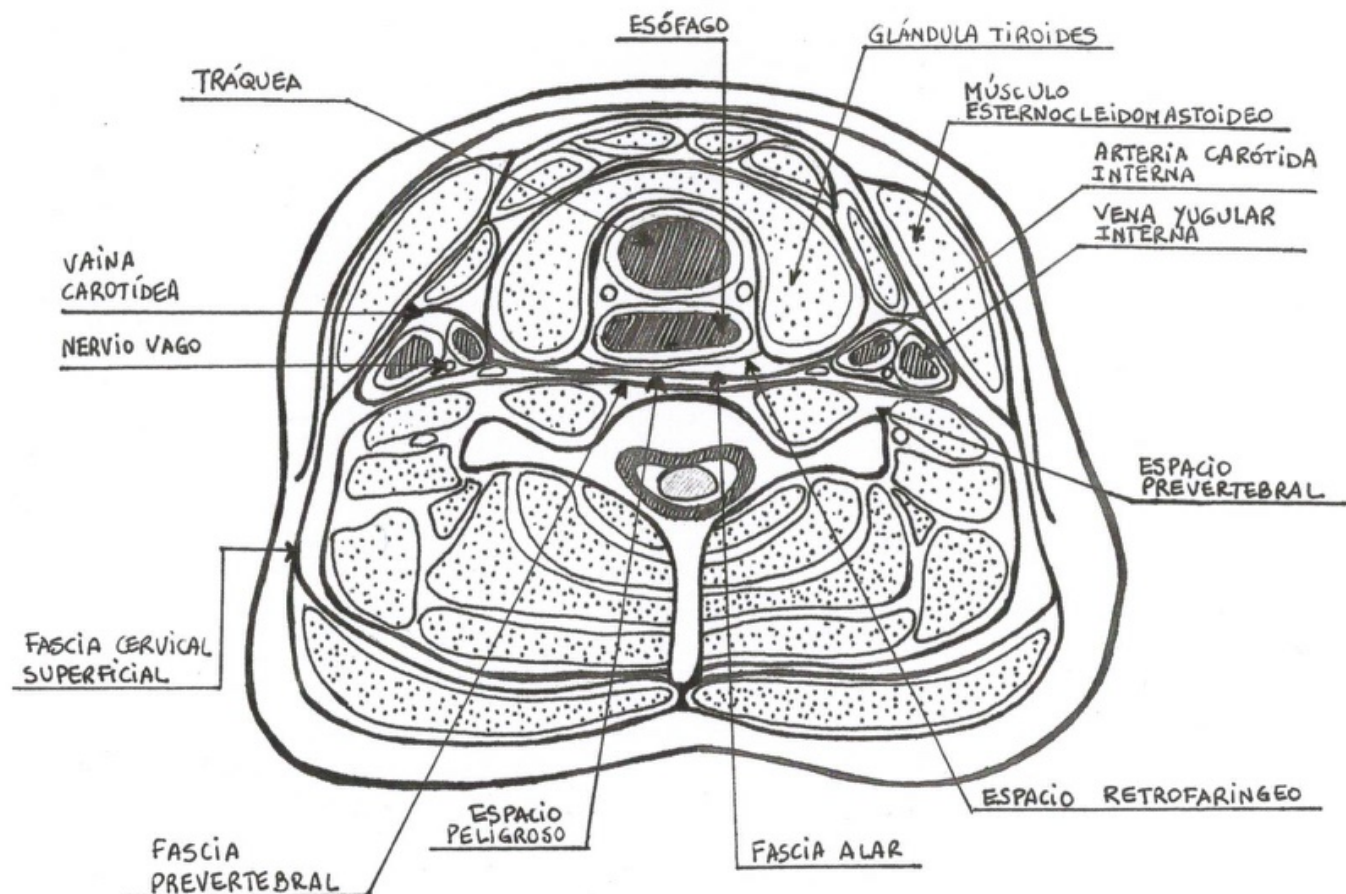 ESÓFAGO
GLÁNDULA TIROIDES
TRÁQUEA
MÚSCULO
ESTERNOCLEIDOMASTOIDEO
ARTERIA CARÓTIDA
INTERNA
VENA YUGULAR
INTERNA
VAINA
CAROTÍDEA
NERVIO VAGO
ESPACIO
PREVERTEBRAL
FASCIA CERVICAL
SUPERFICIAL
ESPACIO RETROFARINGEO
ESPACIO
PELIGROSO
FASCIA ALAR
FASCIA
PREVERTEBRAL